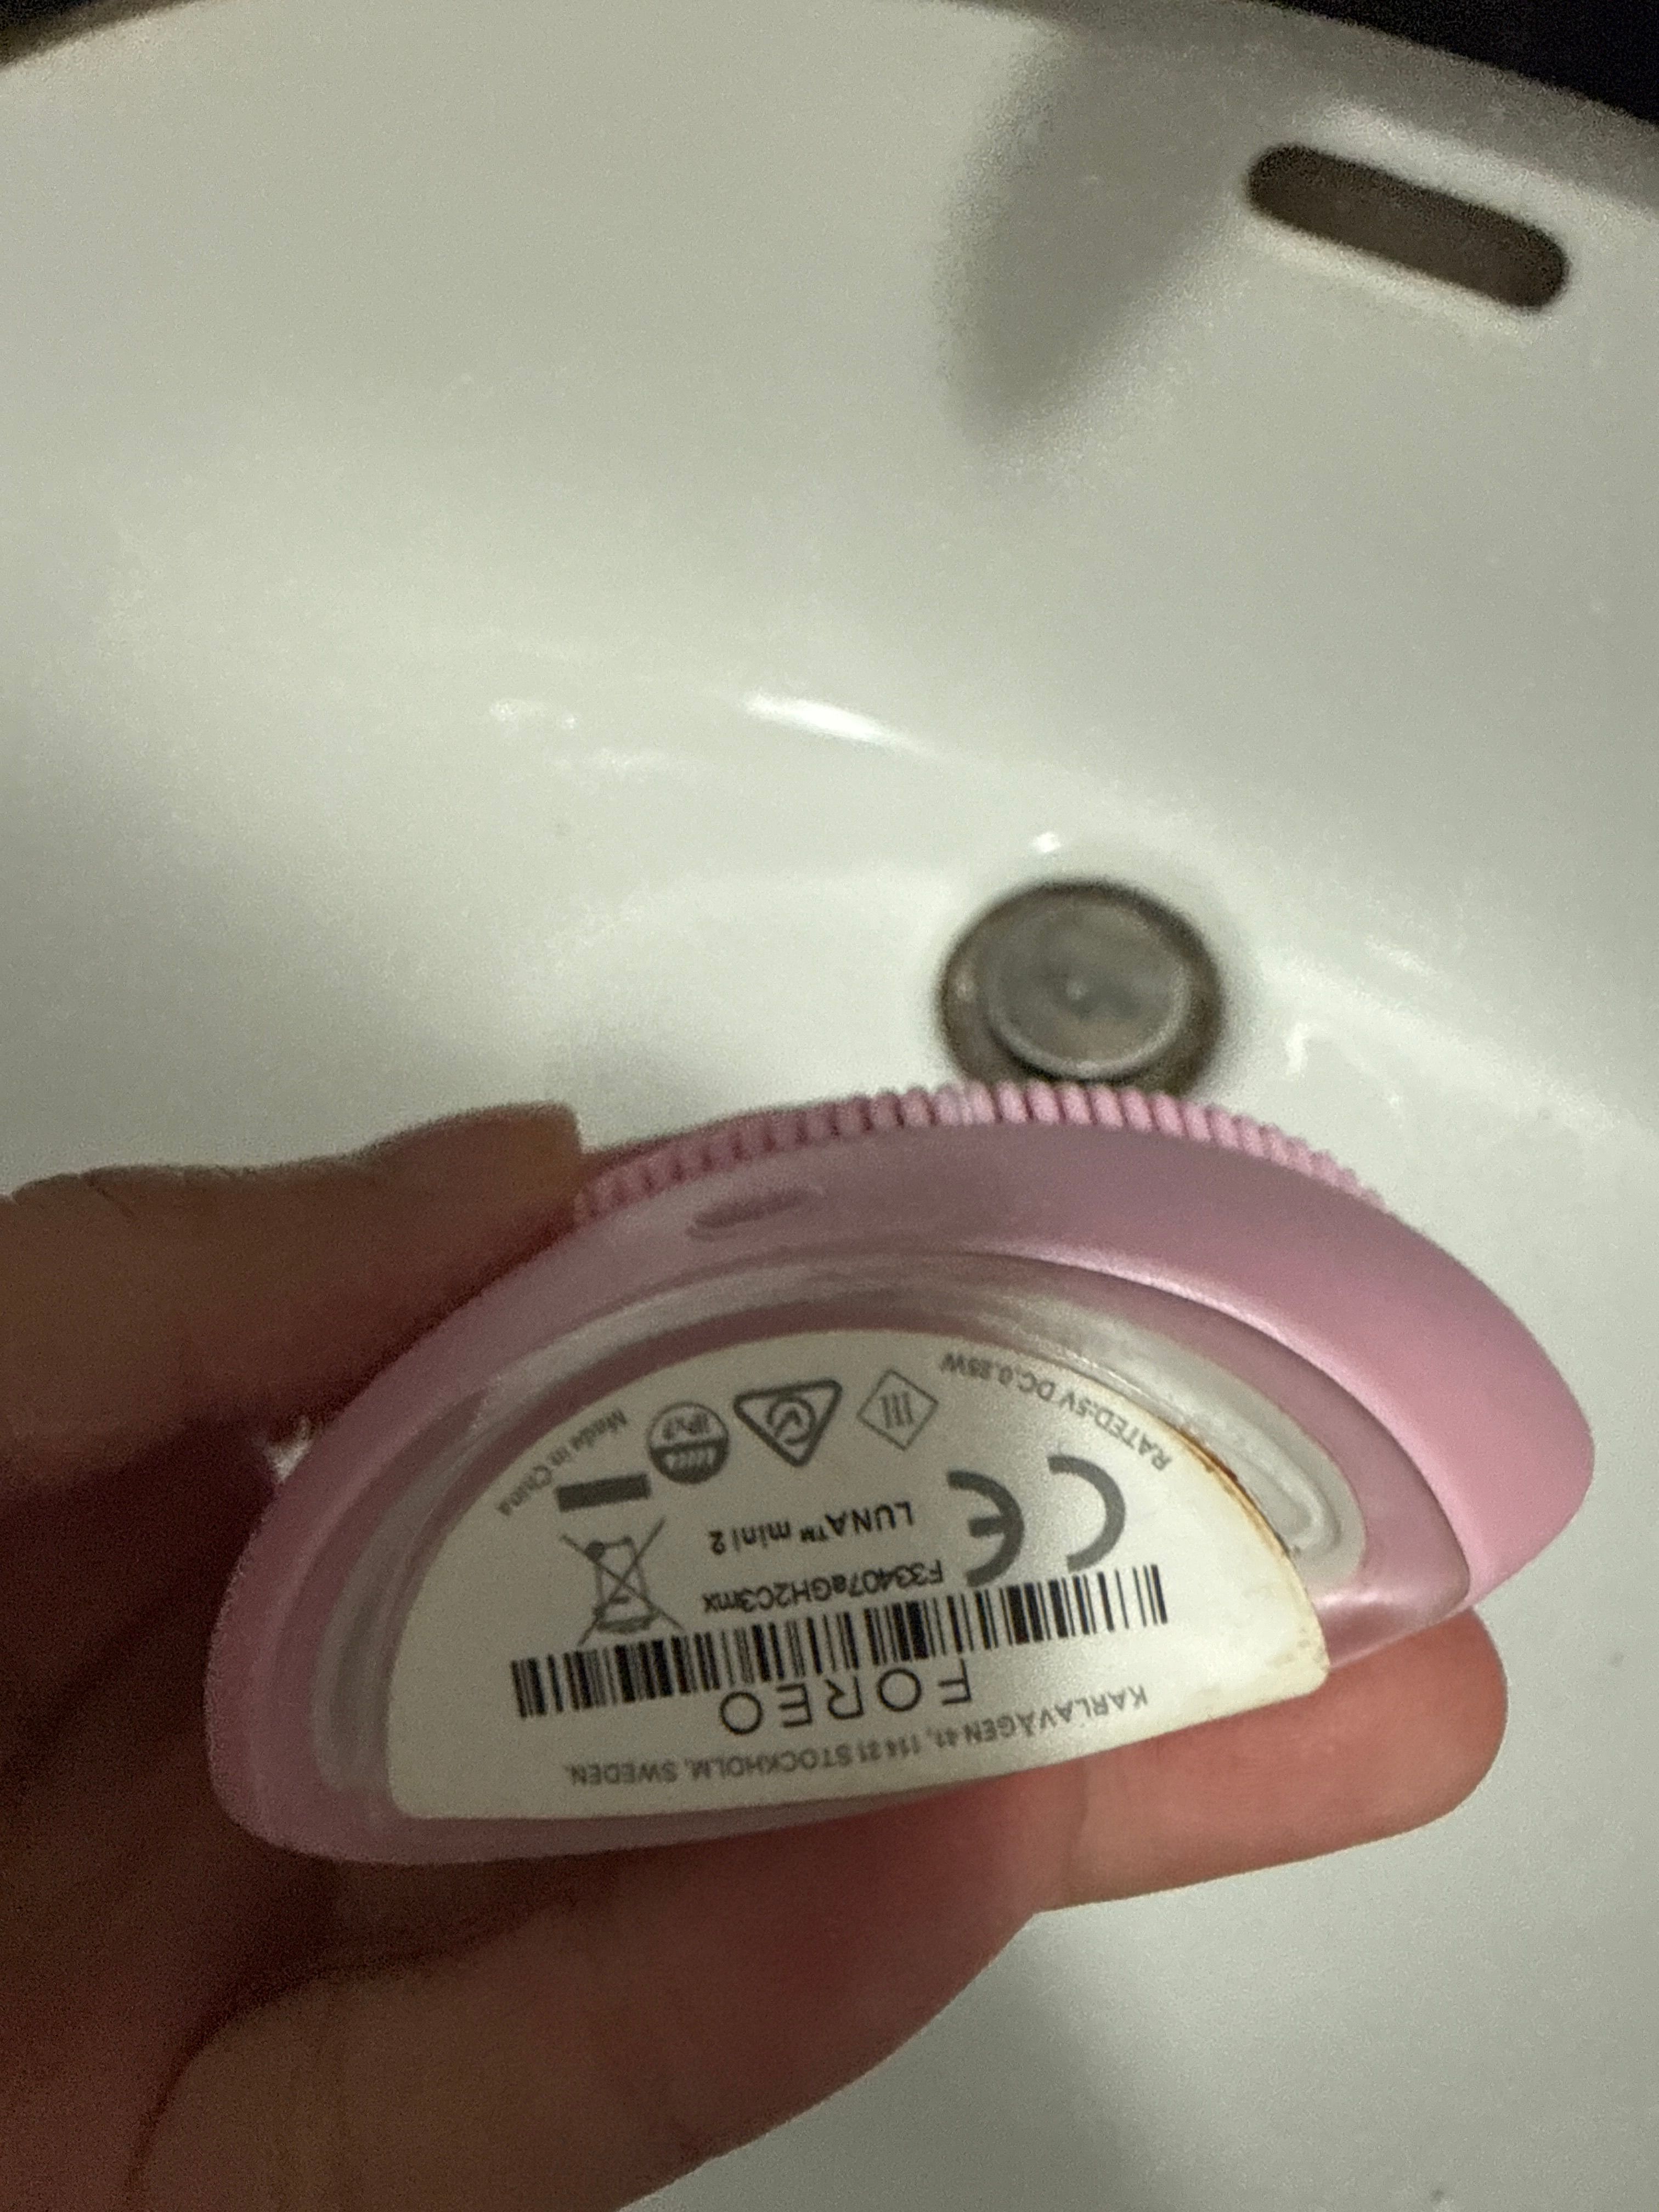 KARLAVÄGEN 41, 114 31 STOCKHOLM, SWEDEN.
FOREO
F33407aGH2C3mx
LUNA™ mini 2
CE
IPX7
Made in China
RATED:5V DC.0.25W